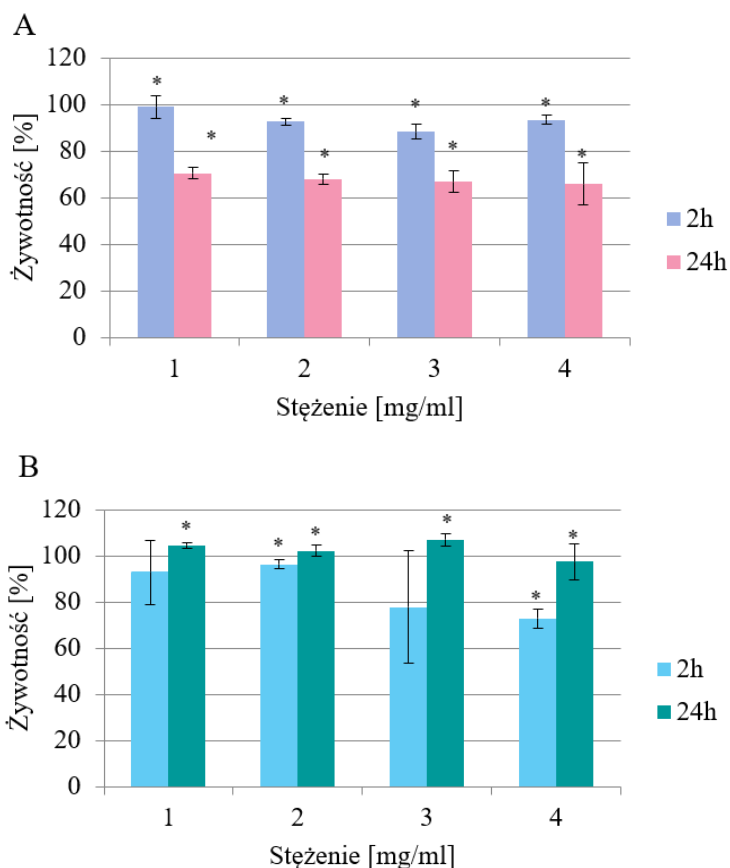 A
120
100
80
60
40
20
0
Żywotność [%]
* * * * * * * *
1 2 3 4
Stężenie [mg/ml]
2h
24h
B
120
100
80
60
40
20
0
Żywotność [%]
* * * * * *
1 2 3 4
Stężenie [mg/ml]
2h
24h